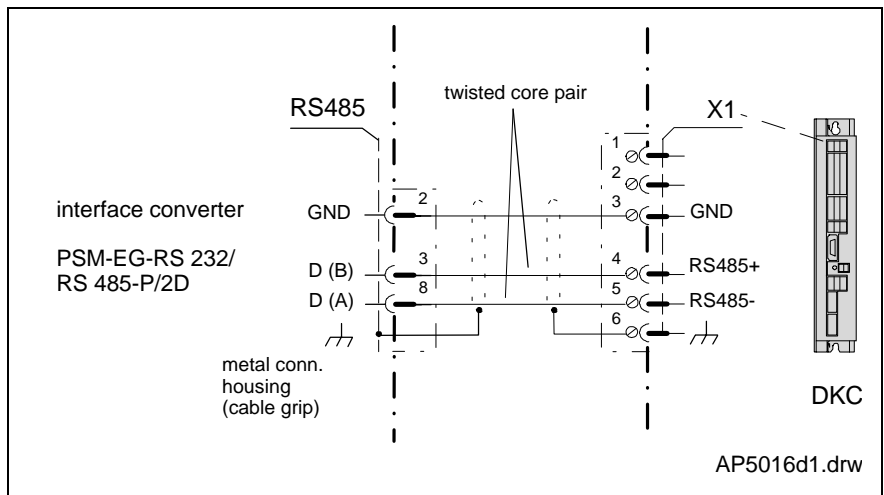 twisted core pair
RS485
X1
1
2
interface converter
GND
2
3
GND
PSM-EG-RS 232/
RS 485-P/2D
D (B)
3
4
RS485+
D (A)
8
5
RS485-
6
metal conn.
housing
(cable grip)
DKC
AP5016d1.drw